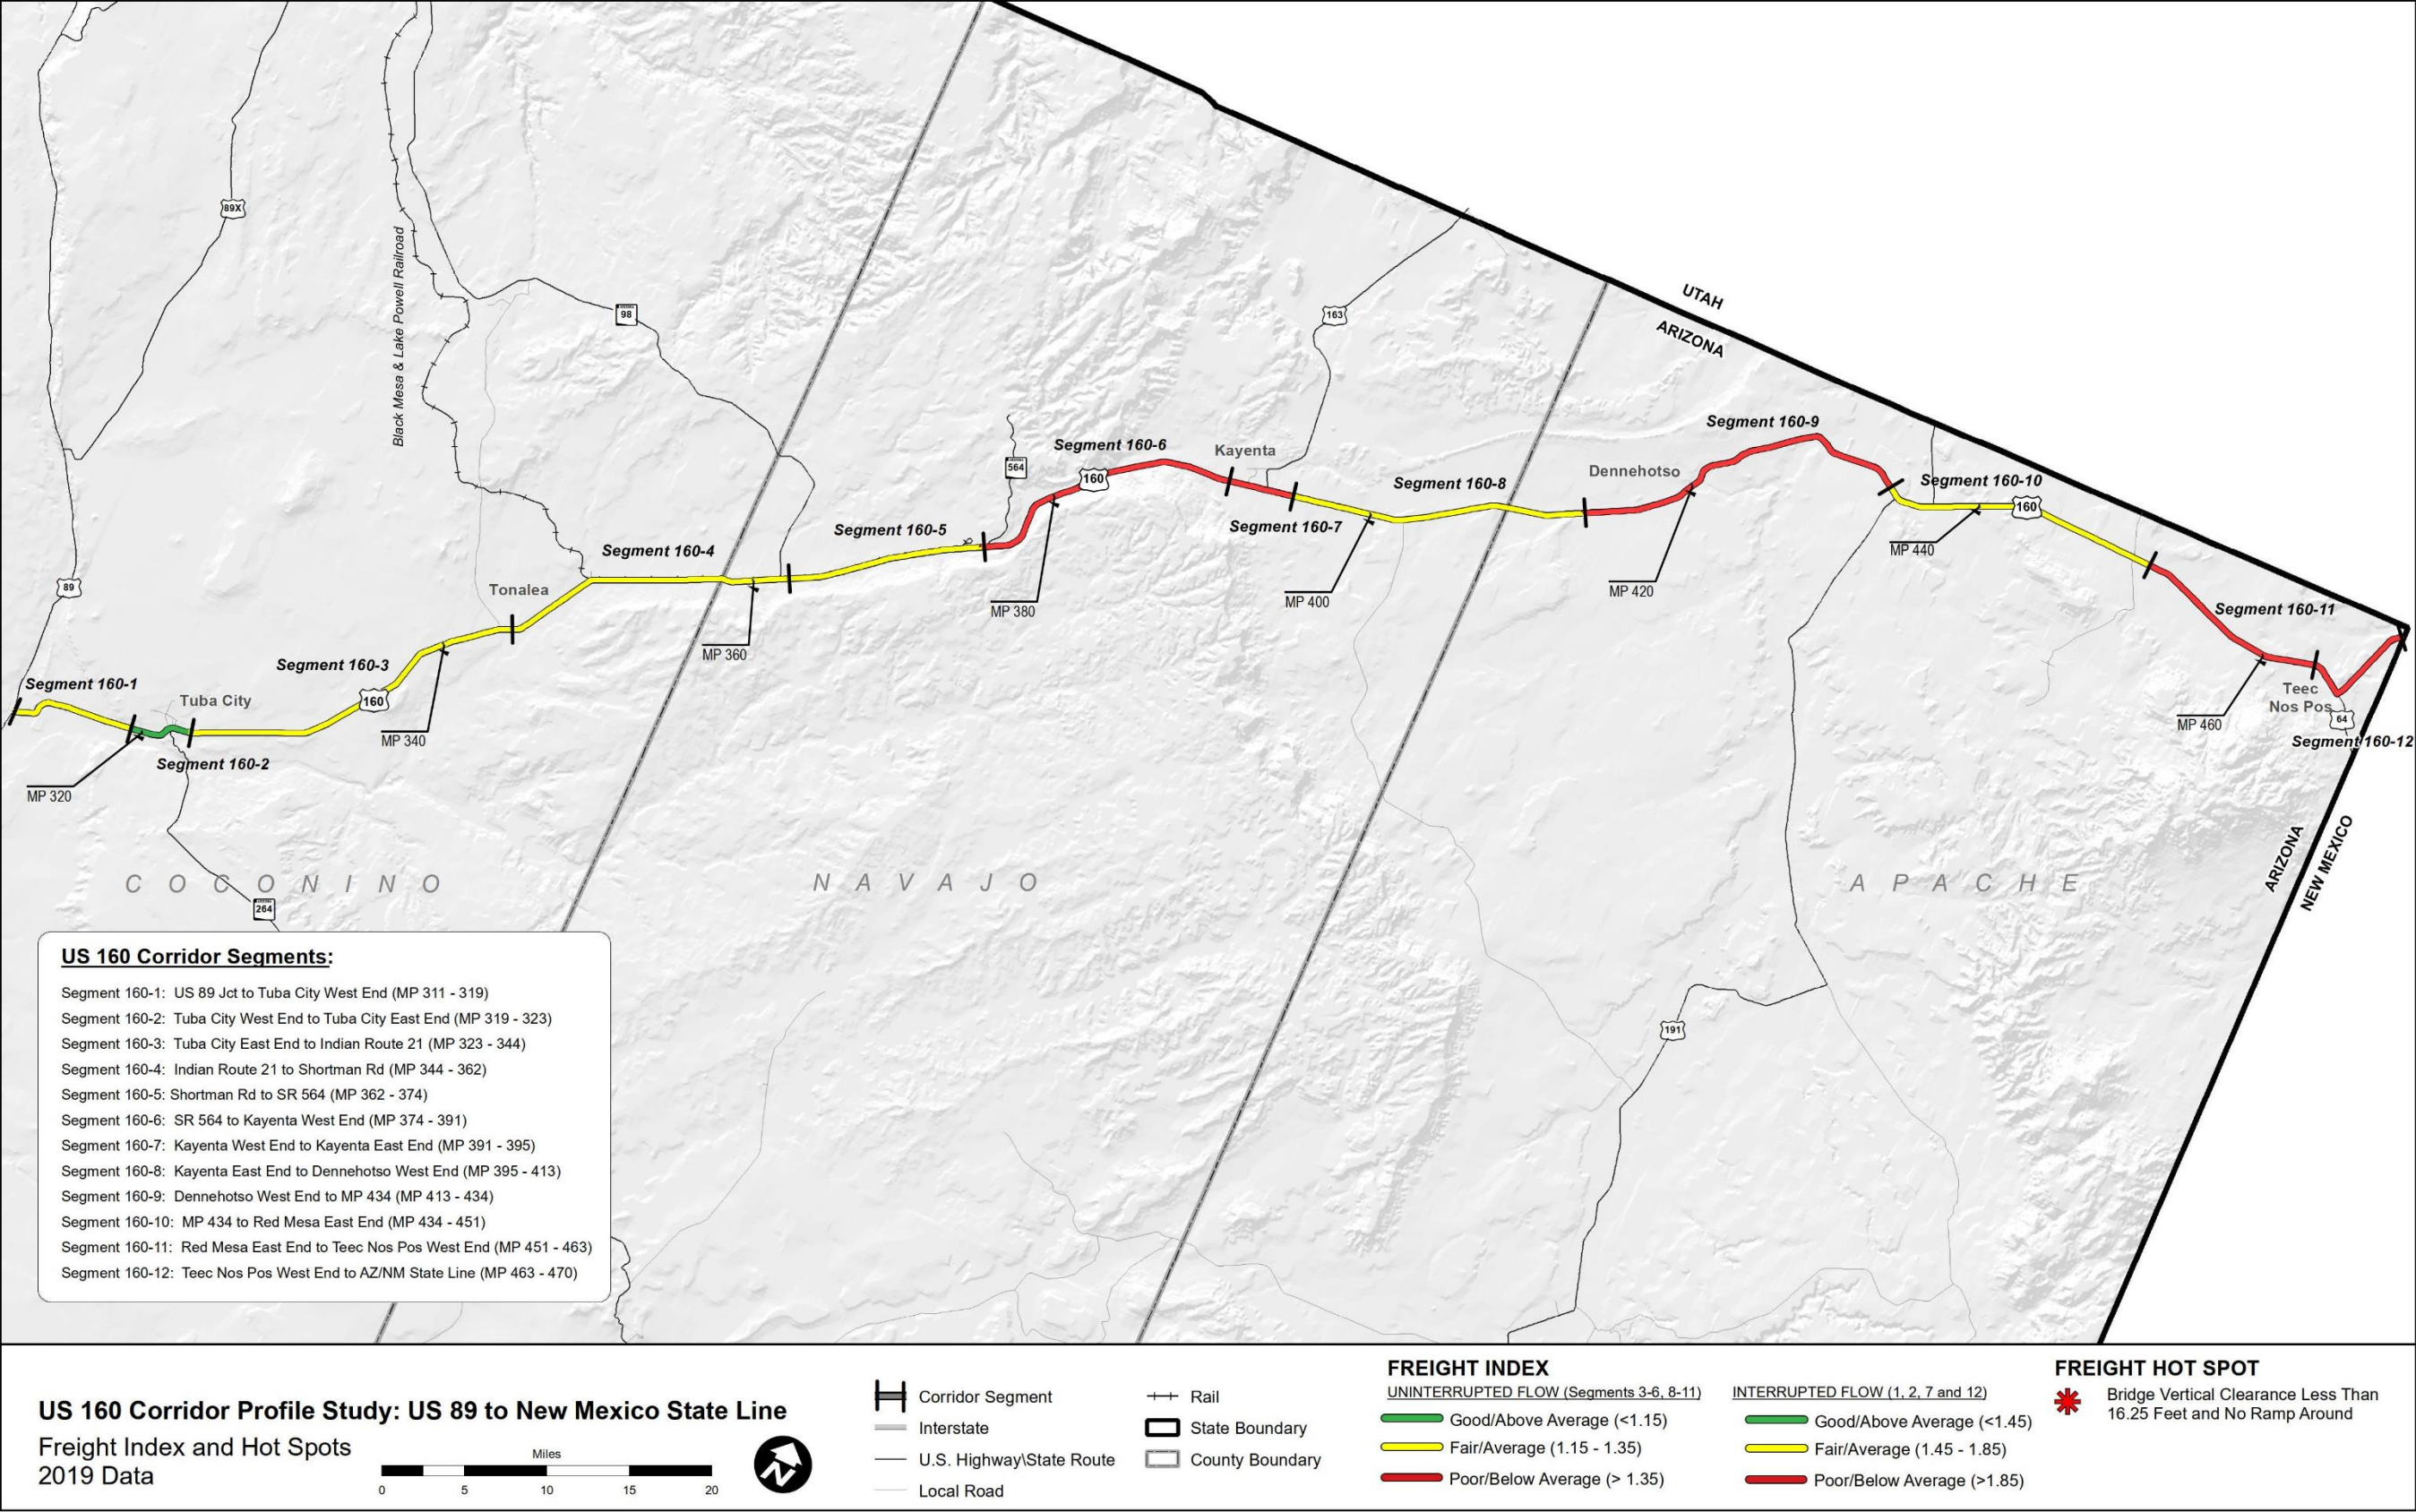 UTAH
ARIZONA
89X
Black Mesa & Lake Powell Railroad
ARIZONA
98
163
Segment 160-9
Segment 160-6
Kayenta
ARIZONA
564
160
Dennehotso
Segment 160-8
Segment 160-10
160
Segment 160-5
Segment 160-7
Segment 160-4
MP 440
89
Tonalea
MP 380
MP 400
MP 420
Segment 160-11
MP 360
Segment 160-3
Segment 160-1
Tuba City
160
Teec
Nos Pos
64
MP 460
MP 340
Segment 160-12
Segment 160-2
MP 320
ARIZONA
NEW MEXICO
COCONINO
NAVAJO
APACHE
ARIZONA
264
191
US 160 Corridor Segments:
Segment 160-1: US 89 Jct to Tuba City West End (MP 311 - 319)
Segment 160-2: Tuba City West End to Tuba City East End (MP 319 - 323)
Segment 160-3: Tuba City East End to Indian Route 21 (MP 323 - 344)
Segment 160-4: Indian Route 21 to Shortman Rd (MP 344 - 362)
Segment 160-5: Shortman Rd to SR 564 (MP 362 - 374)
Segment 160-6: SR 564 to Kayenta West End (MP 374 - 391)
Segment 160-7: Kayenta West End to Kayenta East End (MP 391 - 395)
Segment 160-8: Kayenta East End to Dennehotso West End (MP 395 - 413)
Segment 160-9: Dennehotso West End to MP 434 (MP 413 - 434)
Segment 160-10: MP 434 to Red Mesa East End (MP 434 - 451)
Segment 160-11: Red Mesa East End to Teec Nos Pos West End (MP 451 - 463)
Segment 160-12: Teec Nos Pos West End to AZ/NM State Line (MP 463 - 470)
US 160 Corridor Profile Study: US 89 to New Mexico State Line
Freight Index and Hot Spots
2019 Data
Miles
0 5 10 15 20
N
Corridor Segment
Interstate
U.S. Highway\State Route
Local Road
Rail
State Boundary
County Boundary
FREIGHT INDEX
UNINTERRUPTED FLOW (Segments 3-6, 8-11)
Good/Above Average (<1.15)
Fair/Average (1.15 - 1.35)
Poor/Below Average (> 1.35)
INTERRUPTED FLOW (1, 2, 7 and 12)
Good/Above Average (<1.45)
Fair/Average (1.45 - 1.85)
Poor/Below Average (>1.85)
FREIGHT HOT SPOT
Bridge Vertical Clearance Less Than
16.25 Feet and No Ramp Around